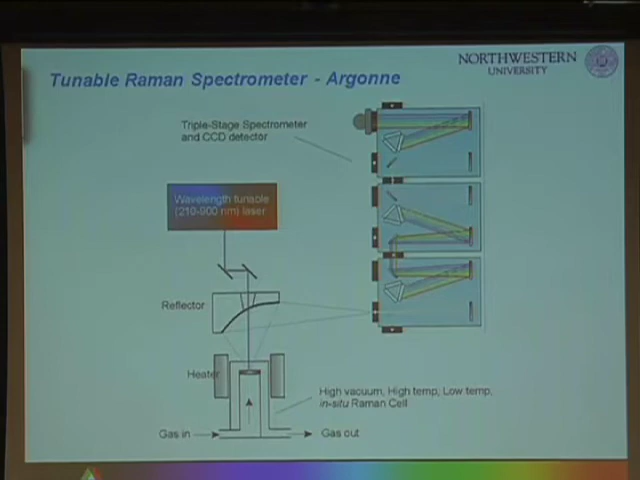 NORTHWESTERN
UNIVERSITY
Tunable Raman Spectrometer - Argonne
Triple-Stage Spectrometer
and CCD detector
Wavelength tunable
(210-900 nm) laser
Reflector
Heater
High vacuum, High temp, Low temp,
in-situ Raman Cell
Gas in
Gas out